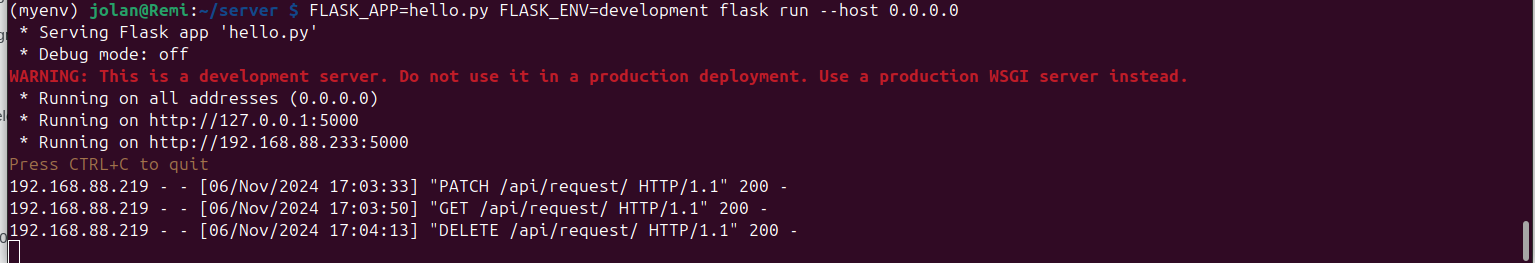 (myenv) jolan@Remi:~/server $ FLASK_APP=hello.py FLASK_ENV=development flask run --host 0.0.0.0
 * Serving Flask app 'hello.py'
 * Debug mode: off
WARNING: This is a development server. Do not use it in a production deployment. Use a production WSGI server instead.
 * Running on all addresses (0.0.0.0)
 * Running on http://127.0.0.1:5000
 * Running on http://192.168.88.233:5000
Press CTRL+C to quit
192.168.88.219 - - [06/Nov/2024 17:03:33] "PATCH /api/request/ HTTP/1.1" 200 -
192.168.88.219 - - [06/Nov/2024 17:03:50] "GET /api/request/ HTTP/1.1" 200 -
192.168.88.219 - - [06/Nov/2024 17:04:13] "DELETE /api/request/ HTTP/1.1" 200 -